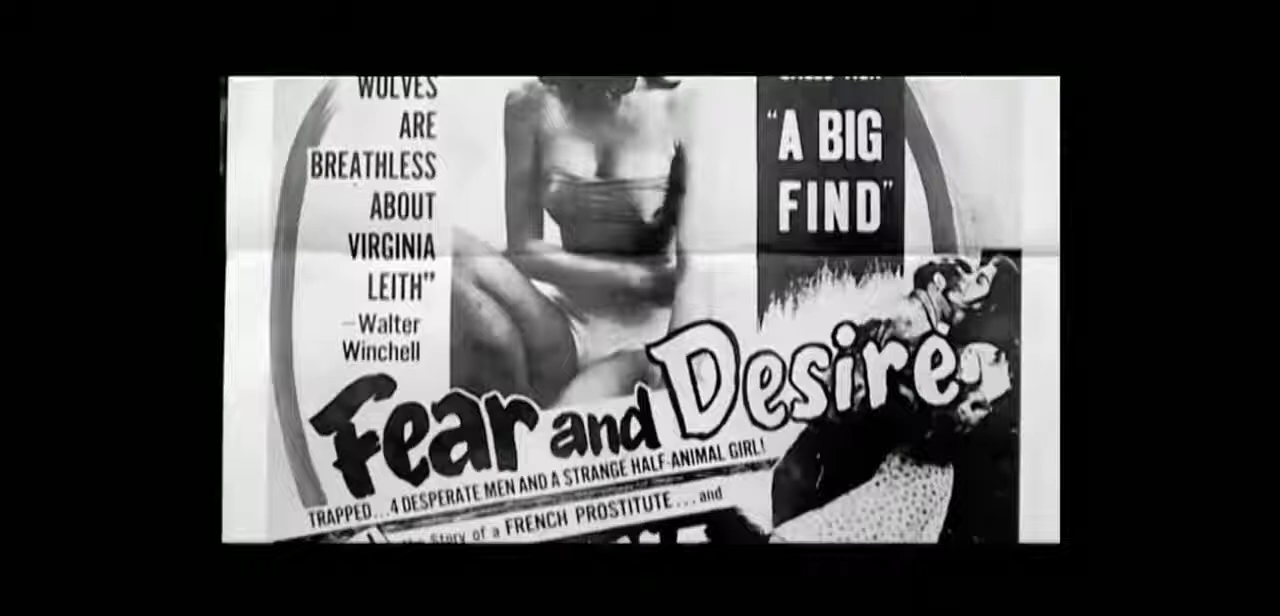 WOLVES
ARE
BREATHLESS
ABOUT
VIRGINIA
LEITH"
—Walter
Winchell
"A BIG
FIND"
Fear and Desire
TRAPPED...4 DESPERATE MEN AND A STRANGE HALF-ANIMAL GIRL!
Story of a FRENCH PROSTITUTE...and